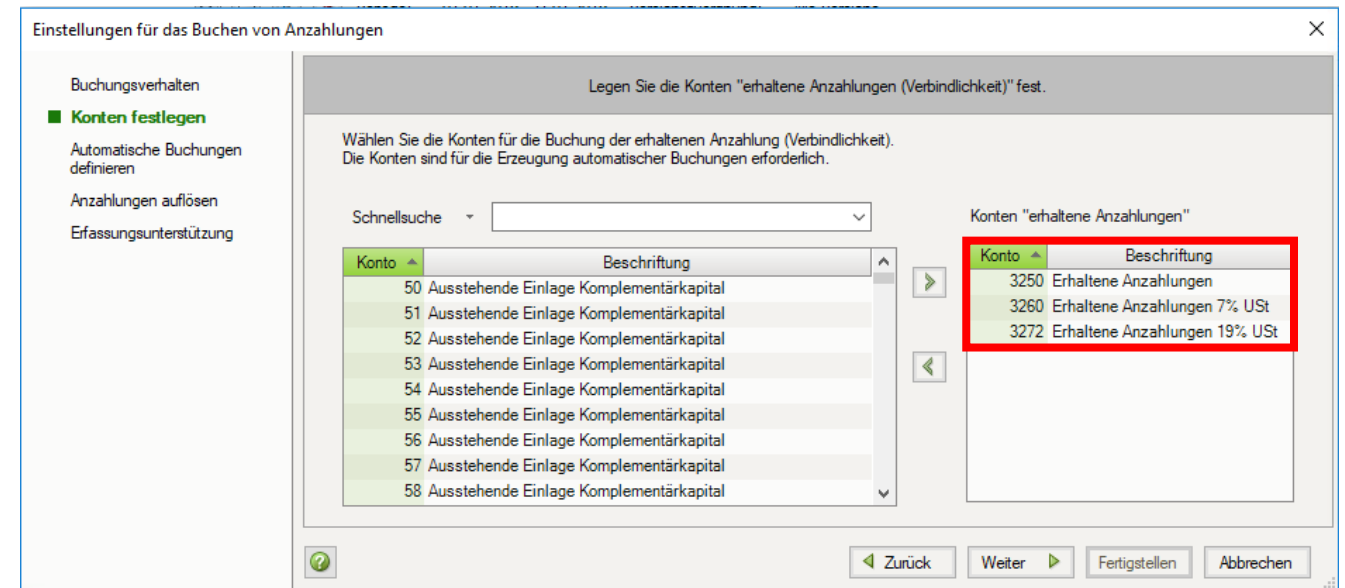 Einstellungen für das Buchen von Anzahlungen
Buchungsverhalten
Konten festlegen
Automatische Buchungen
definieren
Anzahlungen auflösen
Erfassungsunterstützung
Legen Sie die Konten "erhaltene Anzahlungen (Verbindlichkeit)" fest.
Wählen Sie die Konten für die Buchung der erhaltenen Anzahlung (Verbindlichkeit).
Die Konten sind für die Erzeugung automatischer Buchungen erforderlich.
Schnellsuche
Konto Beschriftung
50 Ausstehende Einlage Komplementärkapital
51 Ausstehende Einlage Komplementärkapital
52 Ausstehende Einlage Komplementärkapital
53 Ausstehende Einlage Komplementärkapital
54 Ausstehende Einlage Komplementärkapital
55 Ausstehende Einlage Komplementärkapital
56 Ausstehende Einlage Komplementärkapital
57 Ausstehende Einlage Komplementärkapital
58 Ausstehende Einlage Komplementärkapital
Konten "erhaltene Anzahlungen"
Konto Beschriftung
3250 Erhaltene Anzahlungen
3260 Erhaltene Anzahlungen 7% USt
3272 Erhaltene Anzahlungen 19% USt
Zurück
Weiter
Fertigstellen
Abbrechen